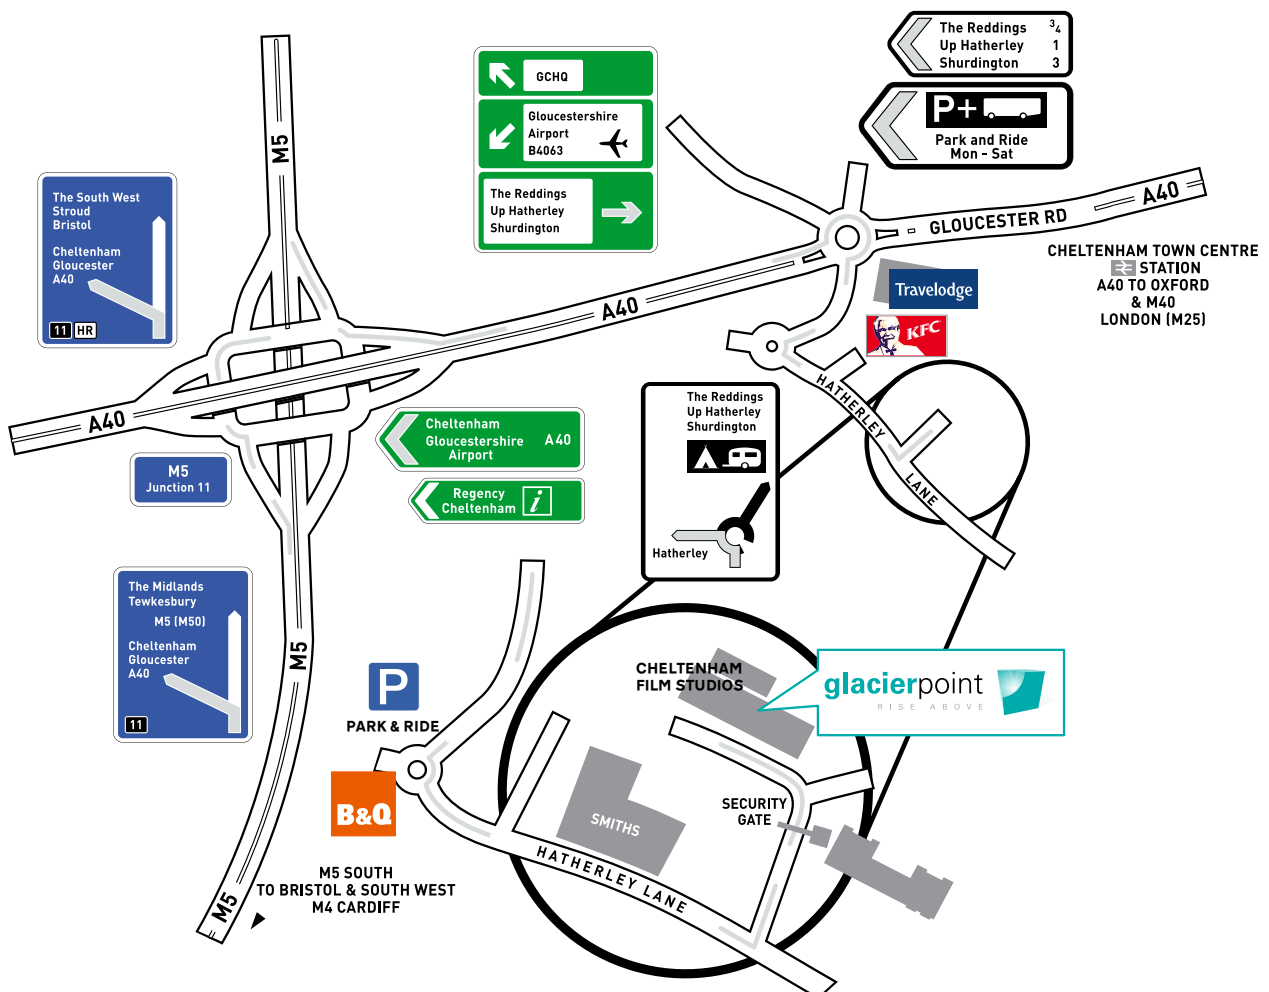 The Reddings 3/4
Up Hatherley 1
Shurdington 3
P+
Park and Ride
Mon - Sat
GCHQ
Gloucestershire
Airport
B4063
The Reddings
Up Hatherley
Shurdington
M5
The South West
Stroud
Bristol
Cheltenham
Gloucester
A40
11 HR
A40
GLOUCESTER RD
CHELTENHAM TOWN CENTRE
STATION
A40 TO OXFORD
& M40
LONDON (M25)
Travelodge
KFC
A40
A40
HATHERLEY
LANE
The Reddings
Up Hatherley
Shurdington
Hatherley
Cheltenham
Gloucestershire A40
Airport
Regency
Cheltenham i
M5
Junction 11
The Midlands
Tewkesbury
M5 (M50)
Cheltenham
Gloucester
A40
11
M5
P
PARK & RIDE
B&Q
M5 SOUTH
TO BRISTOL & SOUTH WEST
M4 CARDIFF
M5
CHELTENHAM
FILM STUDIOS
glacierpoint
RISE ABOVE
SMITHS
SECURITY
GATE
HATHERLEY LANE